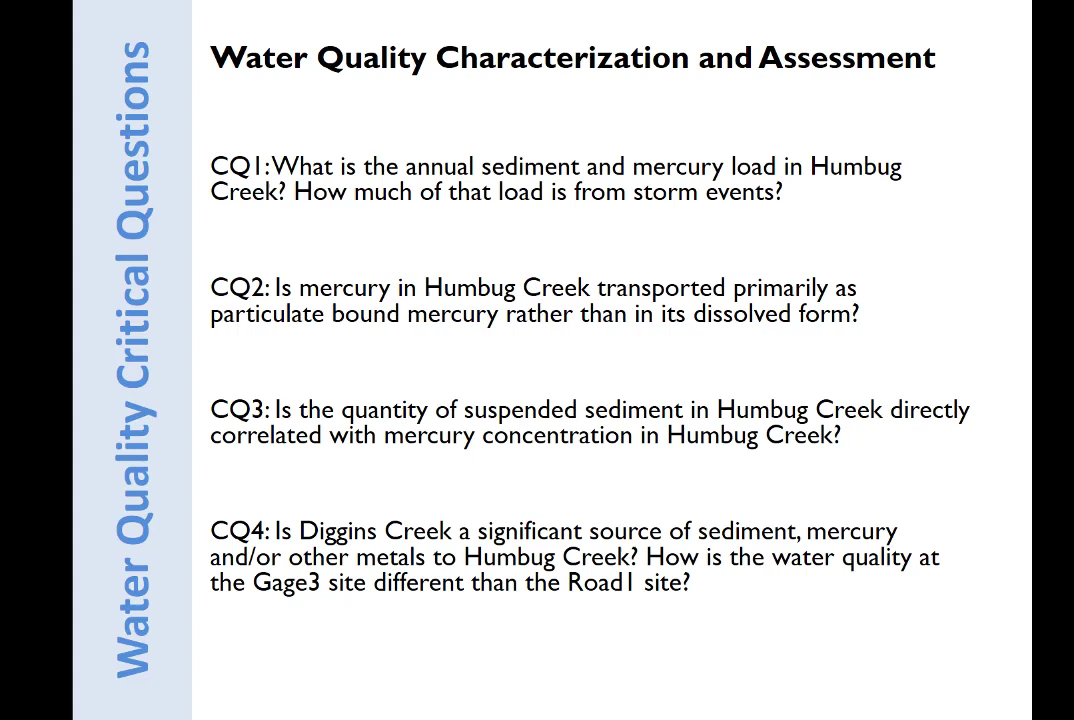 Water Quality Critical Questions
Water Quality Characterization and Assessment
CQ1: What is the annual sediment and mercury load in Humbug
Creek? How much of that load is from storm events?
CQ2: Is mercury in Humbug Creek transported primarily as
particulate bound mercury rather than in its dissolved form?
CQ3: Is the quantity of suspended sediment in Humbug Creek directly
correlated with mercury concentration in Humbug Creek?
CQ4: Is Diggins Creek a significant source of sediment, mercury
and/or other metals to Humbug Creek? How is the water quality at
the Gage3 site different than the Road1 site?